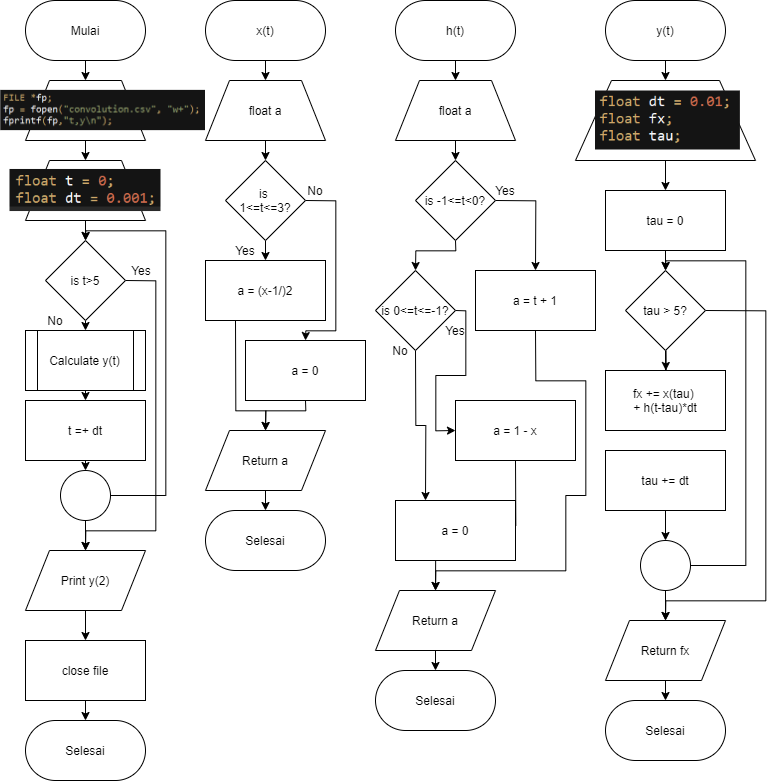 Mulai
FILE *fp;
fp = fopen("convolution.csv", "w+");
fprintf(fp,"t,y\n");
float t = 0;
float dt = 0.001;
is t>5
Yes
No
Calculate y(t)
t =+ dt
Print y(2)
close file
Selesai
x(t)
float a
is
1<=t<=3?
No
Yes
a = (x-1/)2
a = 0
Return a
Selesai
h(t)
float a
is -1<=t<0?
Yes
is 0<=t<=-1?
Yes
No
a = t + 1
a = 1 - x
a = 0
Return a
Selesai
y(t)
float dt = 0.01;
float fx;
float tau;
tau = 0
tau > 5?
fx += x(tau)
+ h(t-tau)*dt
tau += dt
Return fx
Selesai